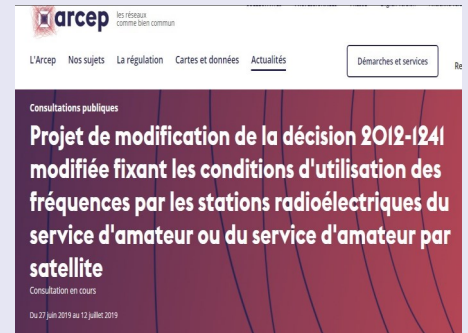 arcep
les réseaux
comme bien commun
L'Arcep Nos sujets La régulation Cartes et données Actualités
Démarches et services
Re
Consultations publiques
Projet de modification de la décision 2012-1241
modifiée fixant les conditions d'utilisation des
fréquences par les stations radioélectriques du
service d'amateur ou du service d'amateur par
satellite
Consultation en cours
Du 27 juin 2019 au 12 juillet 2019